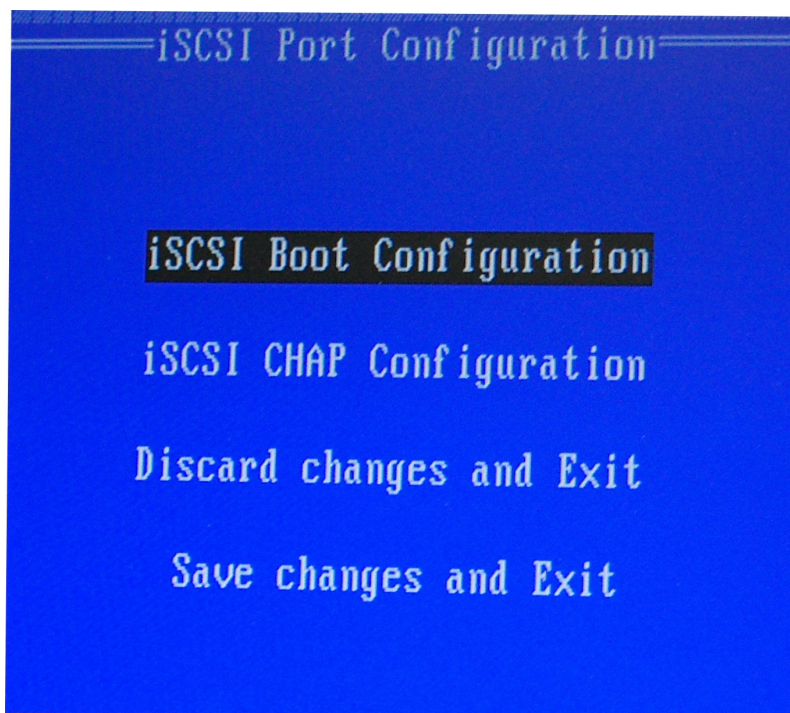 iSCSI Port Configuration
iSCSI Boot Configuration
iSCSI CHAP Configuration
Discard changes and Exit
Save changes and Exit